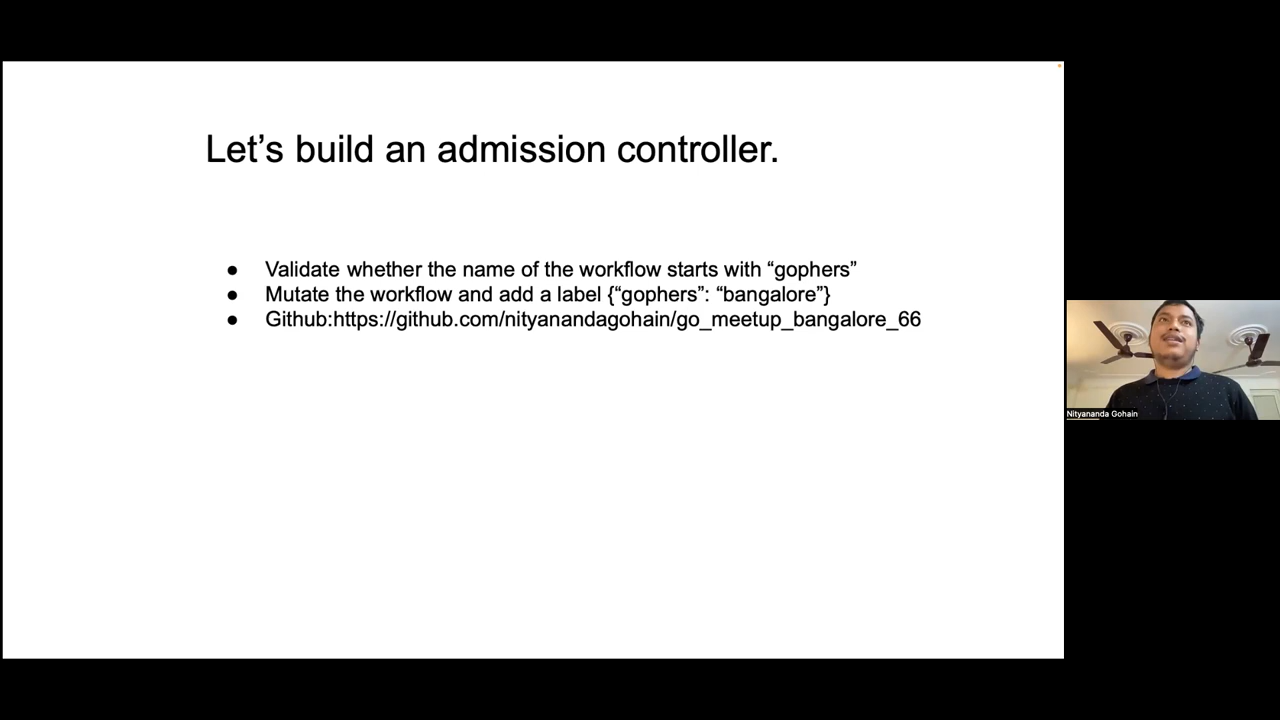 Let’s build an admission controller.
● Validate whether the name of the workflow starts with “gophers”
● Mutate the workflow and add a label {“gophers”: “bangalore”}
● Github:https://github.com/nityanandagohain/go_meetup_bangalore_66
Nityananda Gohain